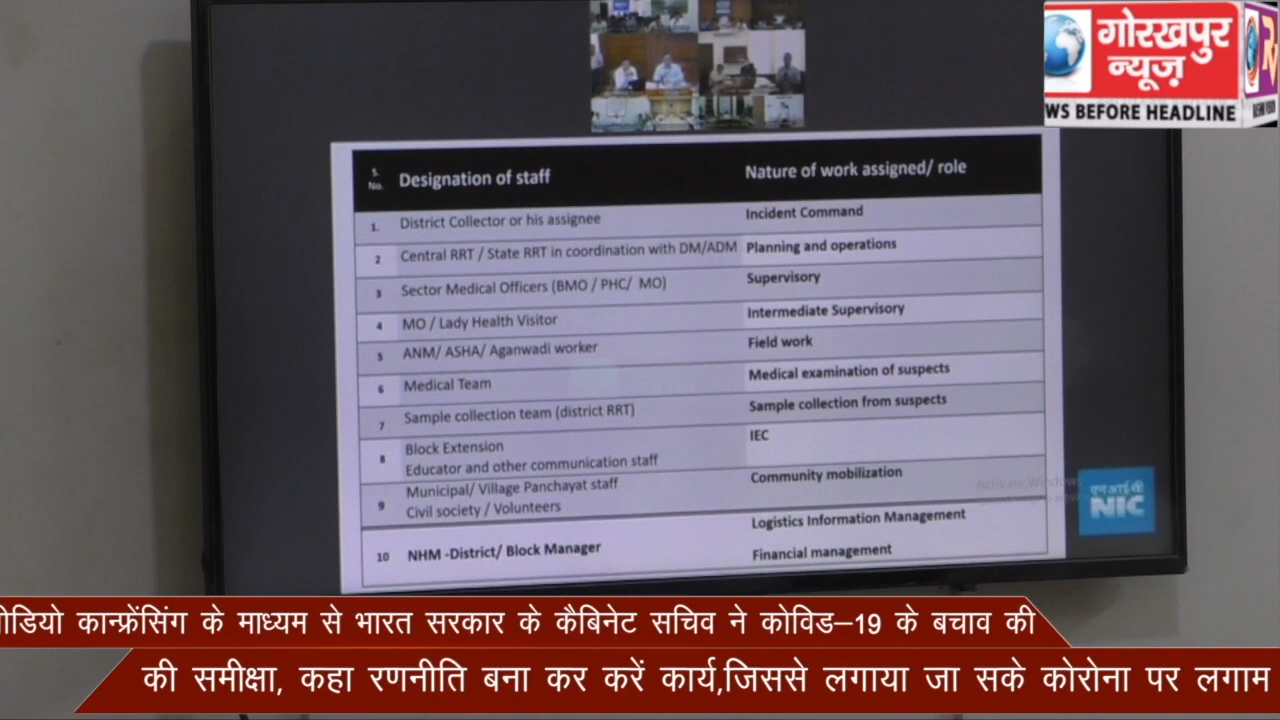 गोरखपुर
न्यूज़
WS BEFORE HEADLINE
S. No. Designation of staff Nature of work assigned/ role
1. District Collector or his assignee Incident Command
2 Central RRT / State RRT in coordination with DM/ADM Planning and operations
3 Sector Medical Officers (BMO / PHC/ MO) Supervisory
4 MO / Lady Health Visitor Intermediate Supervisory
5 ANM/ ASHA/ Aganwadi worker Field work
6 Medical Team Medical examination of suspects
7 Sample collection team (district RRT) Sample collection from suspects
8 Block Extension IEC
Educator and other communication staff
9 Municipal/ Village Panchayat staff Community mobilization
Civil society / Volunteers
10 NHM -District/ Block Manager Logistics Information Management
Financial management
Activate Windows
एन आई सी
NIC
वीडियो कान्फ्रेंसिंग के माध्यम से भारत सरकार के कैबिनेट सचिव ने कोविड–19 के बचाव की
की समीक्षा, कहा रणनीति बना कर करें कार्य,जिससे लगाया जा सके कोरोना पर लगाम